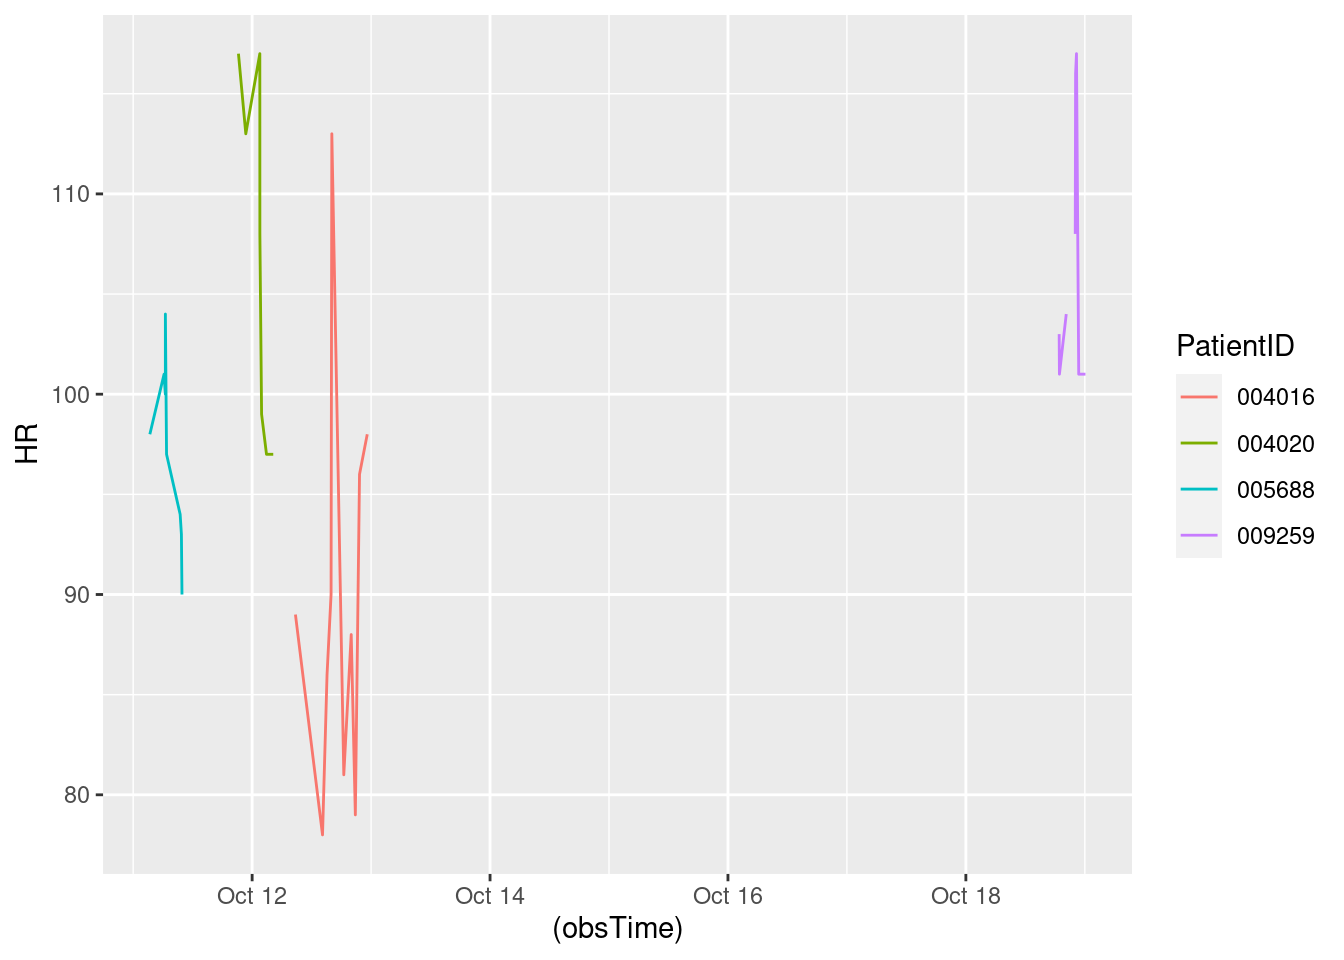 HR
110
100
90
80
Oct 12
Oct 14
Oct 16
Oct 18
(obsTime)
PatientID
004016
004020
005688
009259